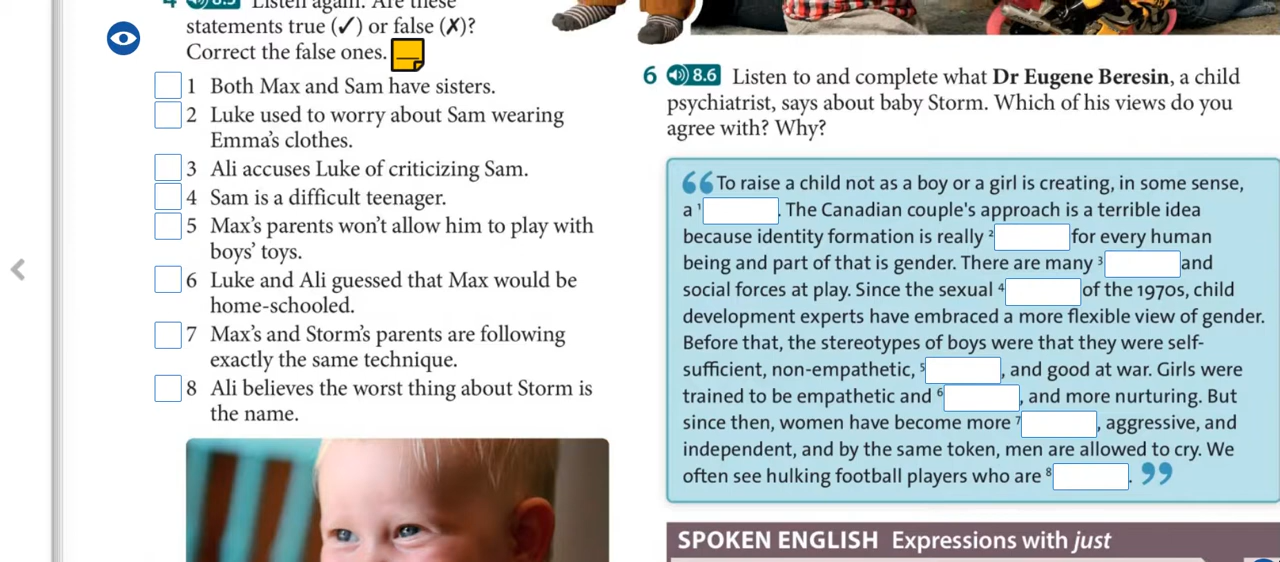 4 8.5 Listen again. Are these
statements true (✓) or false (✗)?
Correct the false ones.
1 Both Max and Sam have sisters.
2 Luke used to worry about Sam wearing
Emma's clothes.
3 Ali accuses Luke of criticizing Sam.
4 Sam is a difficult teenager.
5 Max's parents won't allow him to play with
boys' toys.
6 Luke and Ali guessed that Max would be
home-schooled.
7 Max's and Storm's parents are following
exactly the same technique.
8 Ali believes the worst thing about Storm is
the name.
6 8.6 Listen to and complete what Dr Eugene Beresin, a child
psychiatrist, says about baby Storm. Which of his views do you
agree with? Why?
“To raise a child not as a boy or a girl is creating, in some sense,
a 1 . The Canadian couple's approach is a terrible idea
because identity formation is really 2 for every human
being and part of that is gender. There are many 3 and
social forces at play. Since the sexual 4 of the 1970s, child
development experts have embraced a more flexible view of gender.
Before that, the stereotypes of boys were that they were self-
sufficient, non-empathetic, 5 , and good at war. Girls were
trained to be empathetic and 6 , and more nurturing. But
since then, women have become more 7 , aggressive, and
independent, and by the same token, men are allowed to cry. We
often see hulking football players who are 8 .”
SPOKEN ENGLISH Expressions with just